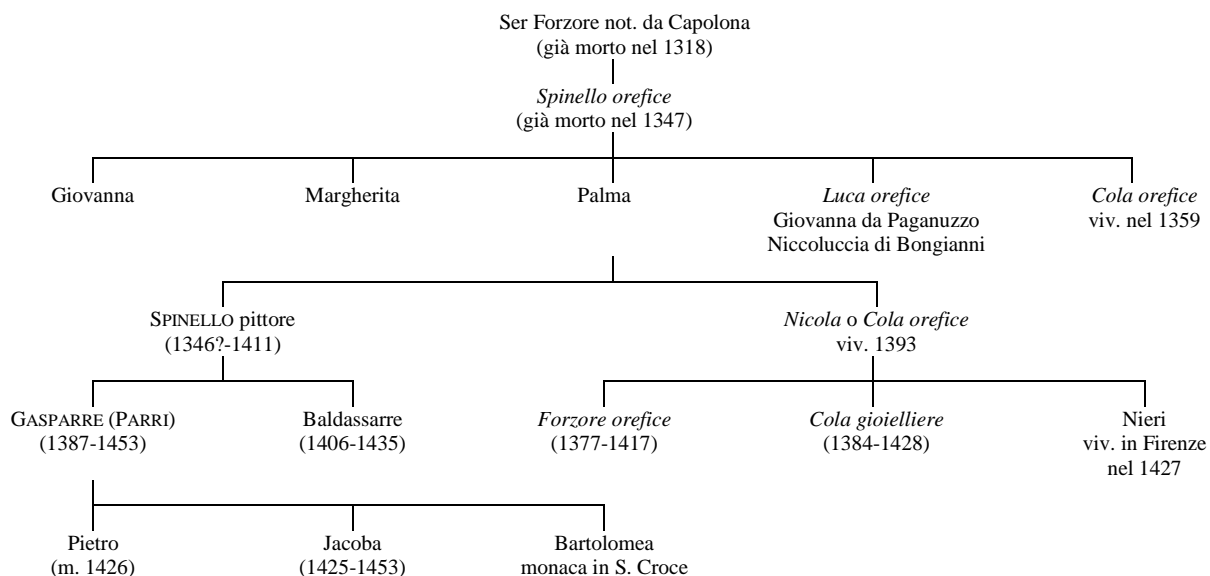 Ser Forzore not. da Capolona
(già morto nel 1318)
Spinello orefice
(già morto nel 1347)
Giovanna
Margherita
Palma
Luca orefice
Giovanna da Paganuzzo
Niccoluccia di Bongianni
Cola orefice
viv. nel 1359
SPINELLO pittore
(1346?-1411)
Nicola o Cola orefice
viv. 1393
GASPARRE (PARRI)
(1387-1453)
Baldassarre
(1406-1435)
Forzore orefice
(1377-1417)
Cola gioielliere
(1384-1428)
Nieri
viv. in Firenze
nel 1427
Pietro
(m. 1426)
Jacoba
(1425-1453)
Bartolomea
monaca in S. Croce